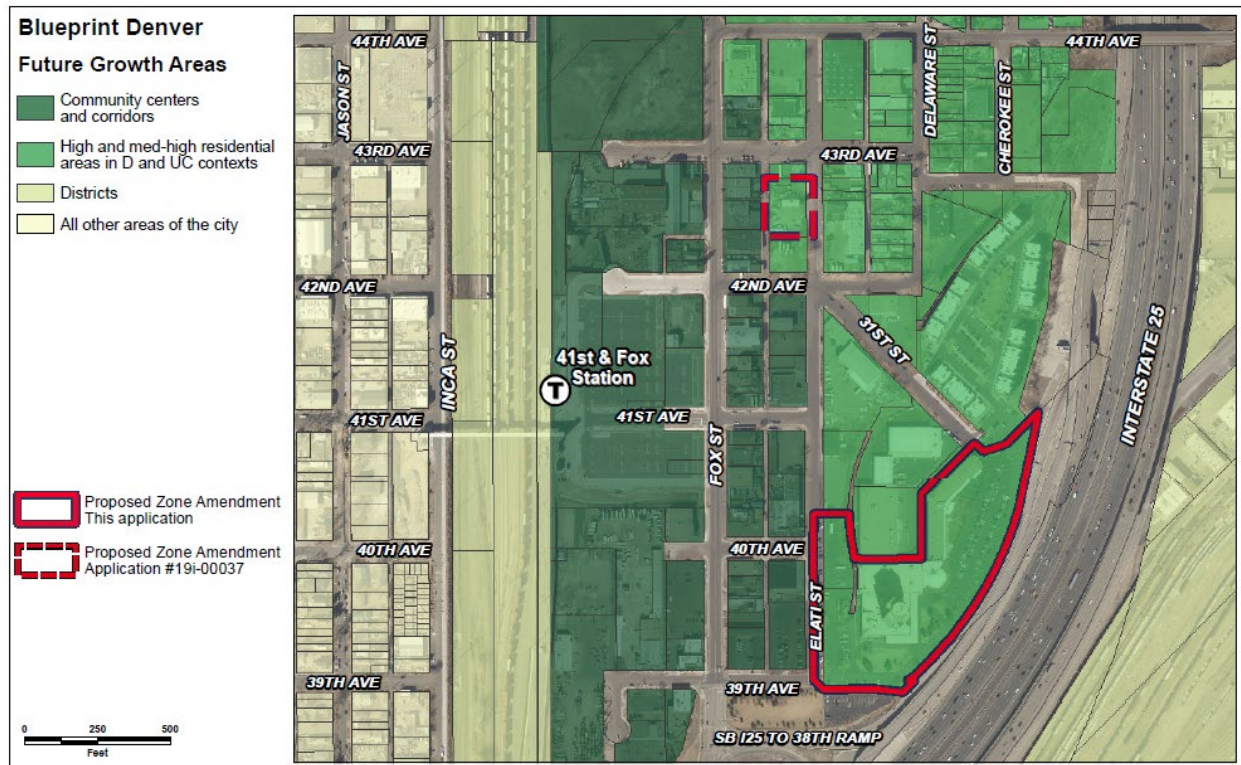 Blueprint Denver
Future Growth Areas
Community centers
and corridors
High and med-high residential
areas in D and UC contexts
Districts
All other areas of the city
Proposed Zone Amendment
This application
Proposed Zone Amendment
Application #19i-00037
0 250 500
Feet
44TH AVE
JASON ST
43RD AVE
DELAWARE ST
44TH AVE
CHEROKEE ST
43RD AVE
42ND AVE
42ND AVE
31ST ST
INTERSTATE 25
INCA ST
41st & Fox
Station
T
41ST AVE
41ST AVE
FOX ST
40TH AVE
40TH AVE
ELATI ST
39TH AVE
39TH AVE
SB I25 TO 38TH RAMP